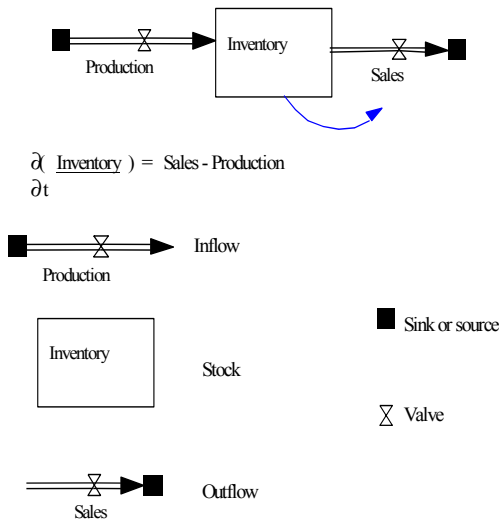 Inventory
Production
Sales
∂( Inventory ) = Sales - Production
∂t
Inflow
Production
Sink or source
Inventory
Stock
Valve
Outflow
Sales